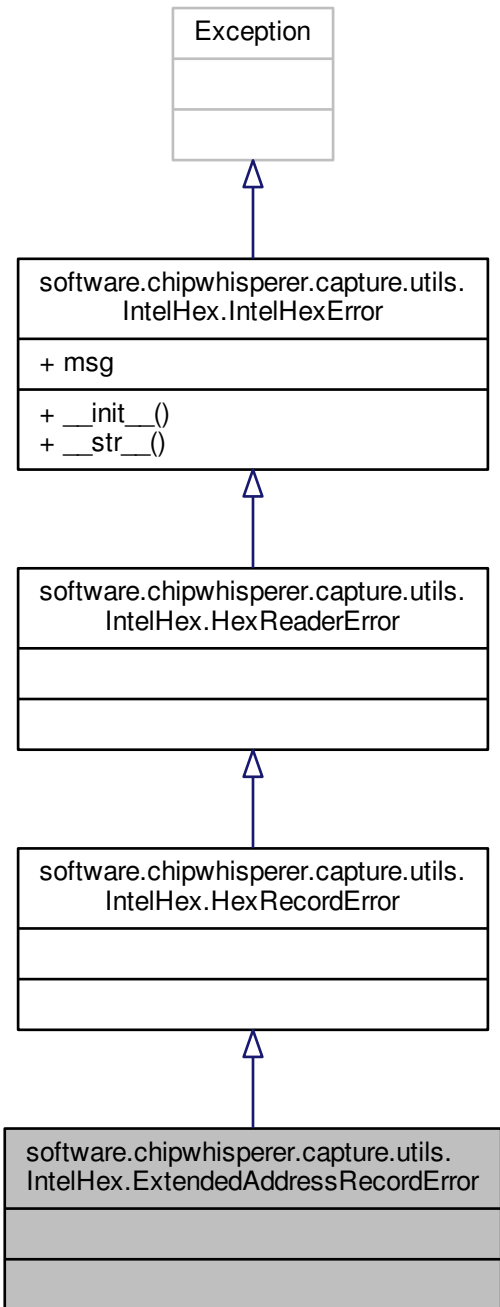 Exception
software.chipwhisperer.capture.utils.
IntelHex.IntelHexError
+ msg
+ __init__()
+ __str__()
software.chipwhisperer.capture.utils.
IntelHex.HexReaderError
software.chipwhisperer.capture.utils.
IntelHex.HexRecordError
software.chipwhisperer.capture.utils.
IntelHex.ExtendedAddressRecordError